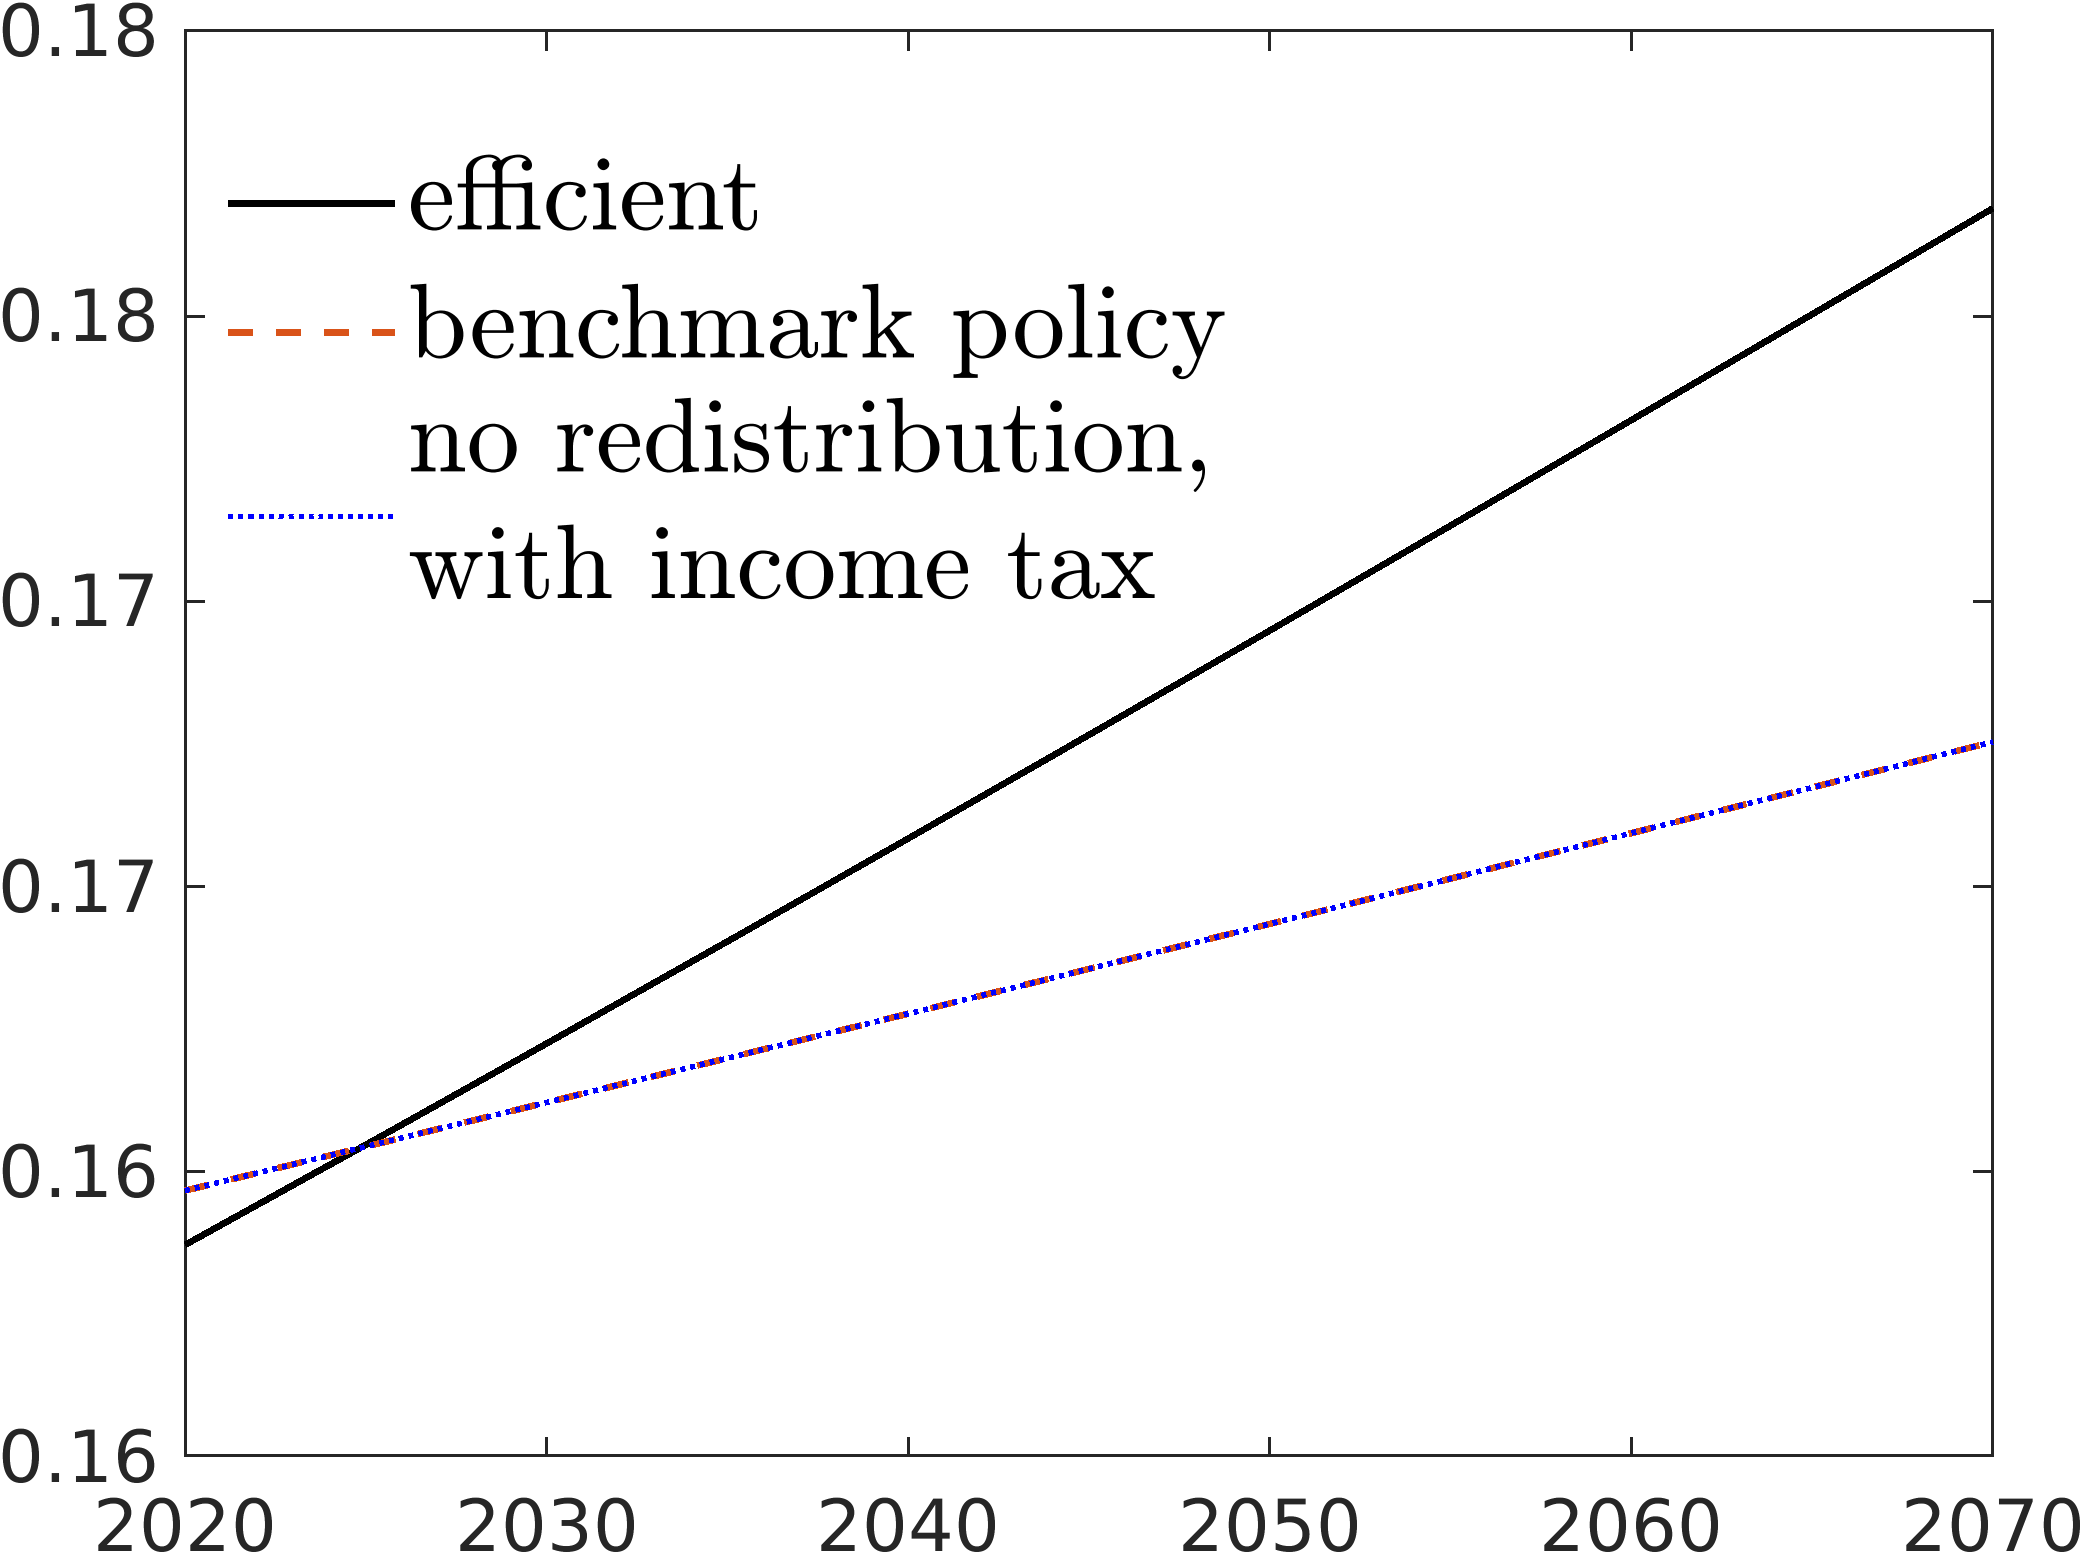 0.18
0.18
0.17
0.17
0.16
0.16
efficient
benchmark policy
no redistribution,
with income tax
2020 2030 2040 2050 2060 2070